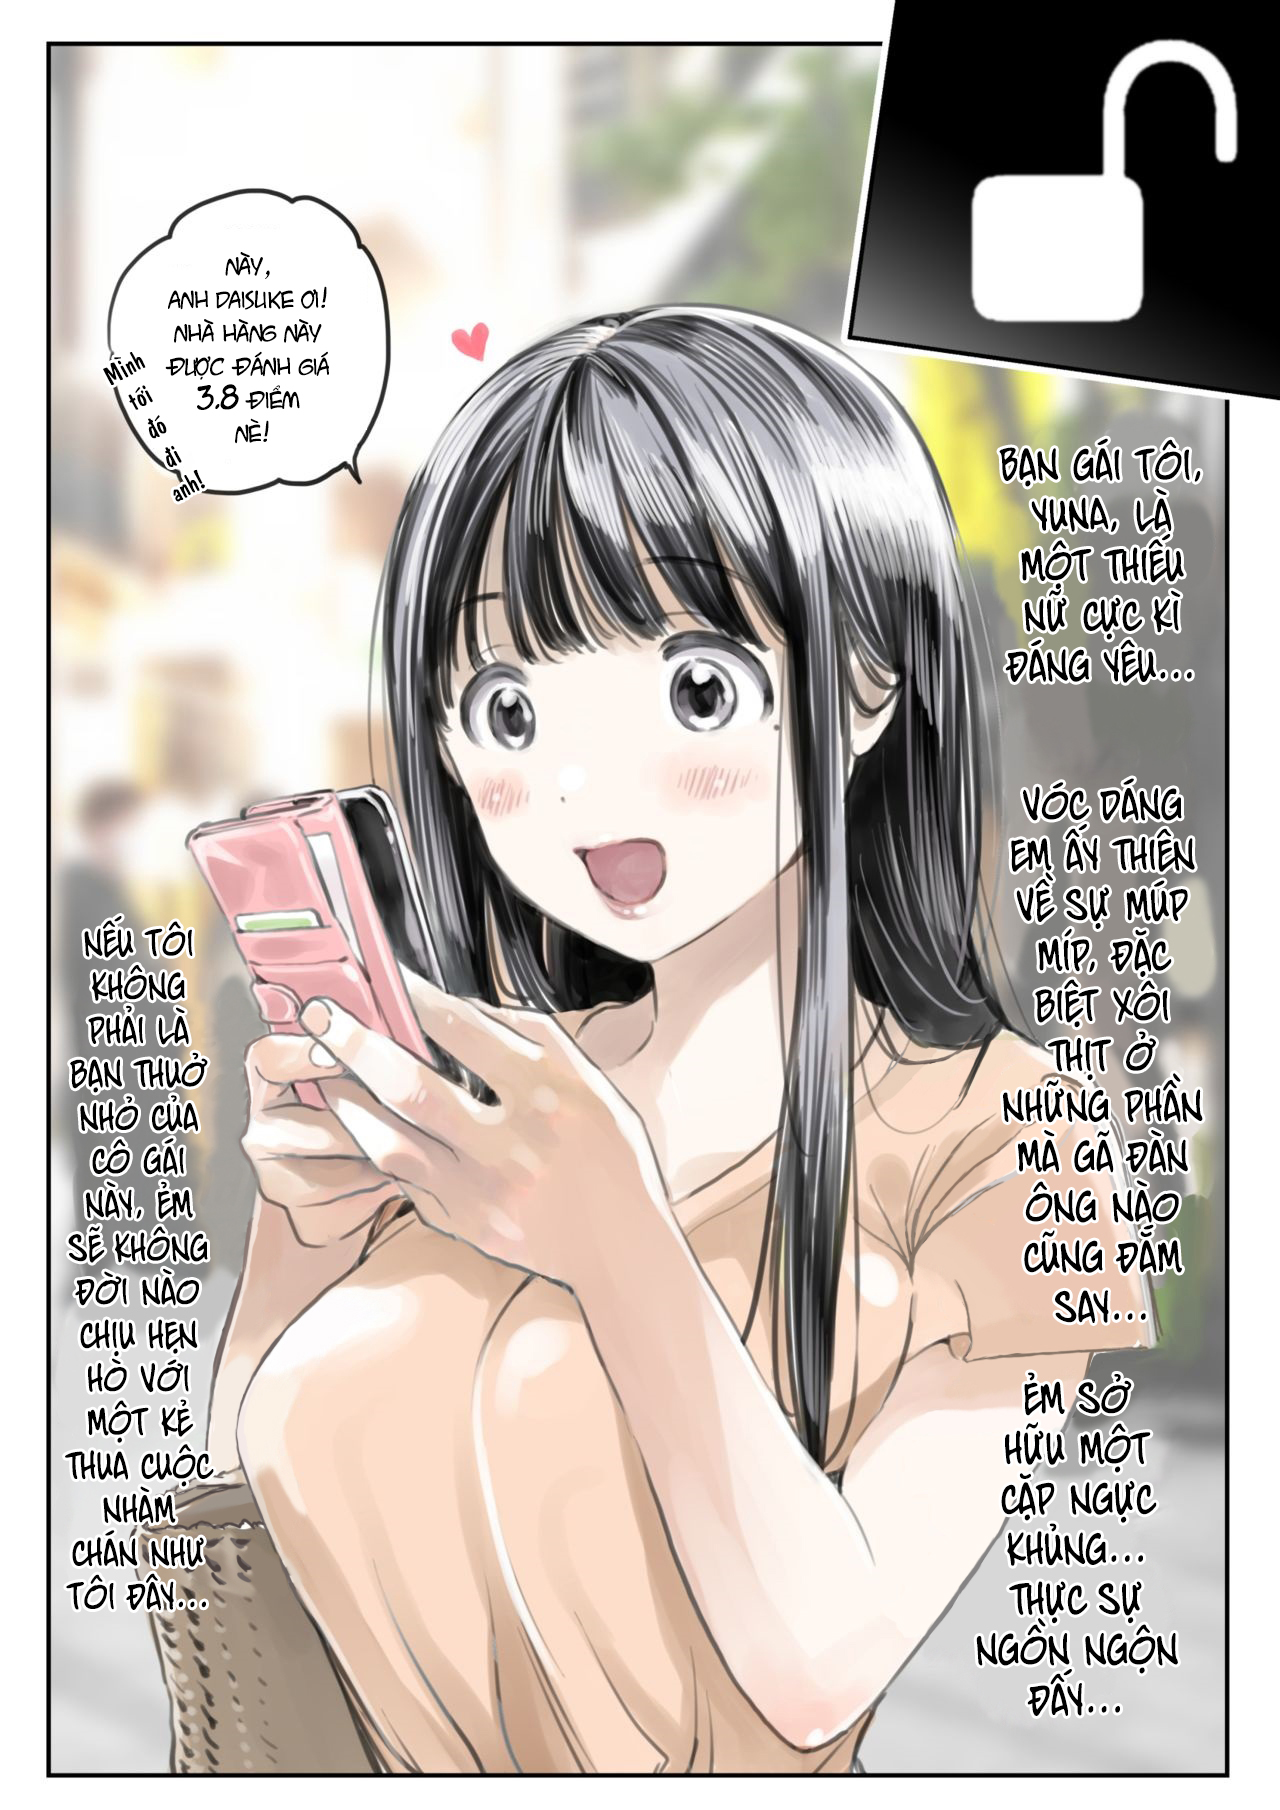 BẠN GÁI TÔI,
YUNA, LÀ
MỘT THIẾU
NỮ CỰC KÌ
ĐÁNG YÊU...
VÓC DÁNG
EM ẤY THIÊN
VỀ SỰ MÚP
MÍP, ĐẶC
BIỆT XÔI
THỊT Ở
NHỮNG PHẦN
MÀ GÃ ĐÀN
ÔNG NÀO
CŨNG ĐẮM
SAY...
ẺM SỞ
HỮU MỘT
CẶP NGỰC
KHỦNG...
THỰC SỰ
NGỒN NGỘN
ĐẤY...
NÀY,
ANH DAISUKE ƠI!
NHÀ HÀNG NÀY
ĐƯỢC ĐÁNH GIÁ
3.8 ĐIỂM
NÈ!
Mình
tới
đó
đi
anh!
NẾU TÔI
KHÔNG
PHẢI LÀ
BẠN THUỞ
NHỎ CỦA
CÔ GÁI
NÀY, ẺM
SẼ KHÔNG
ĐỜI NÀO
CHỊU HẸN
HÒ VỚI
MỘT KẺ
THUA CUỘC
NHÀM
CHÁN NHƯ
TÔI ĐÂY...